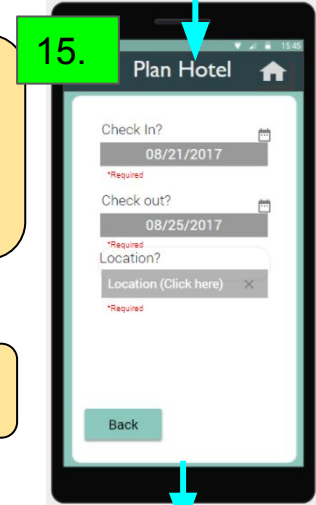 15.
15:45
Plan Hotel
Check In?
08/21/2017
*Required
Check out?
08/25/2017
*Required
Location?
Location (Click here)
*Required
Back